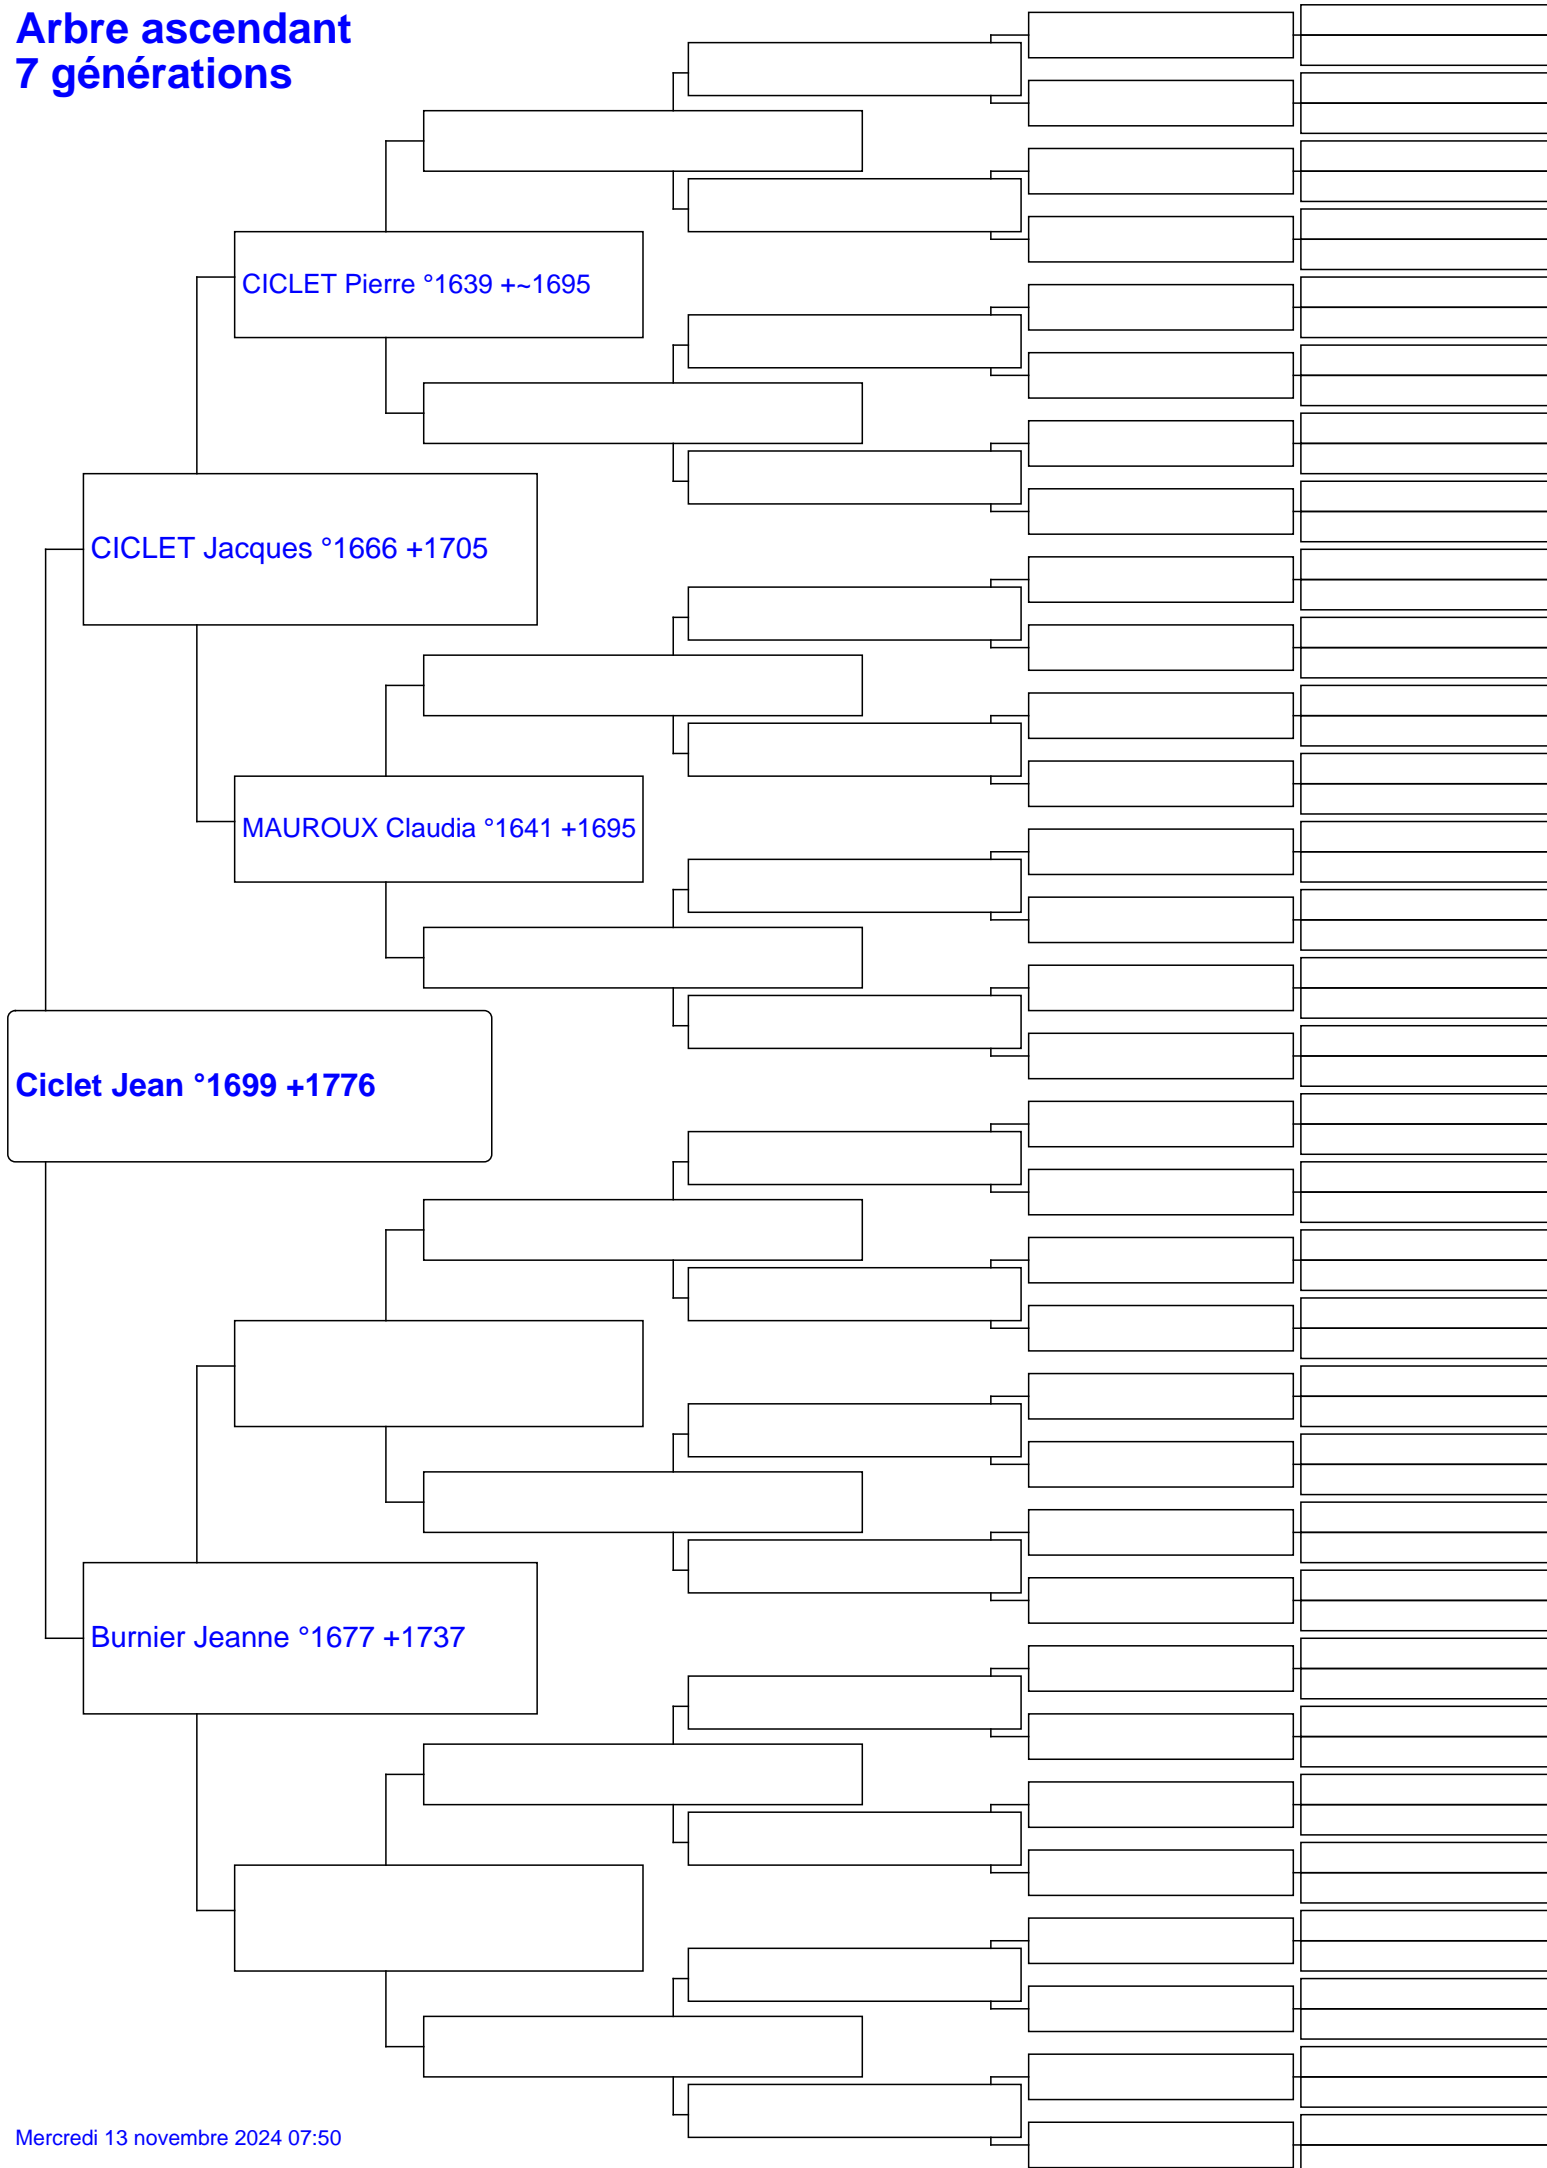 Arbre ascendant
7 générations
CICLET Pierre °1639 +~1695
CICLET Jacques °1666 +1705
MAUROUX Claudia °1641 +1695
Ciclet Jean °1699 +1776
Burnier Jeanne °1677 +1737
Mercredi 13 novembre 2024 07:50